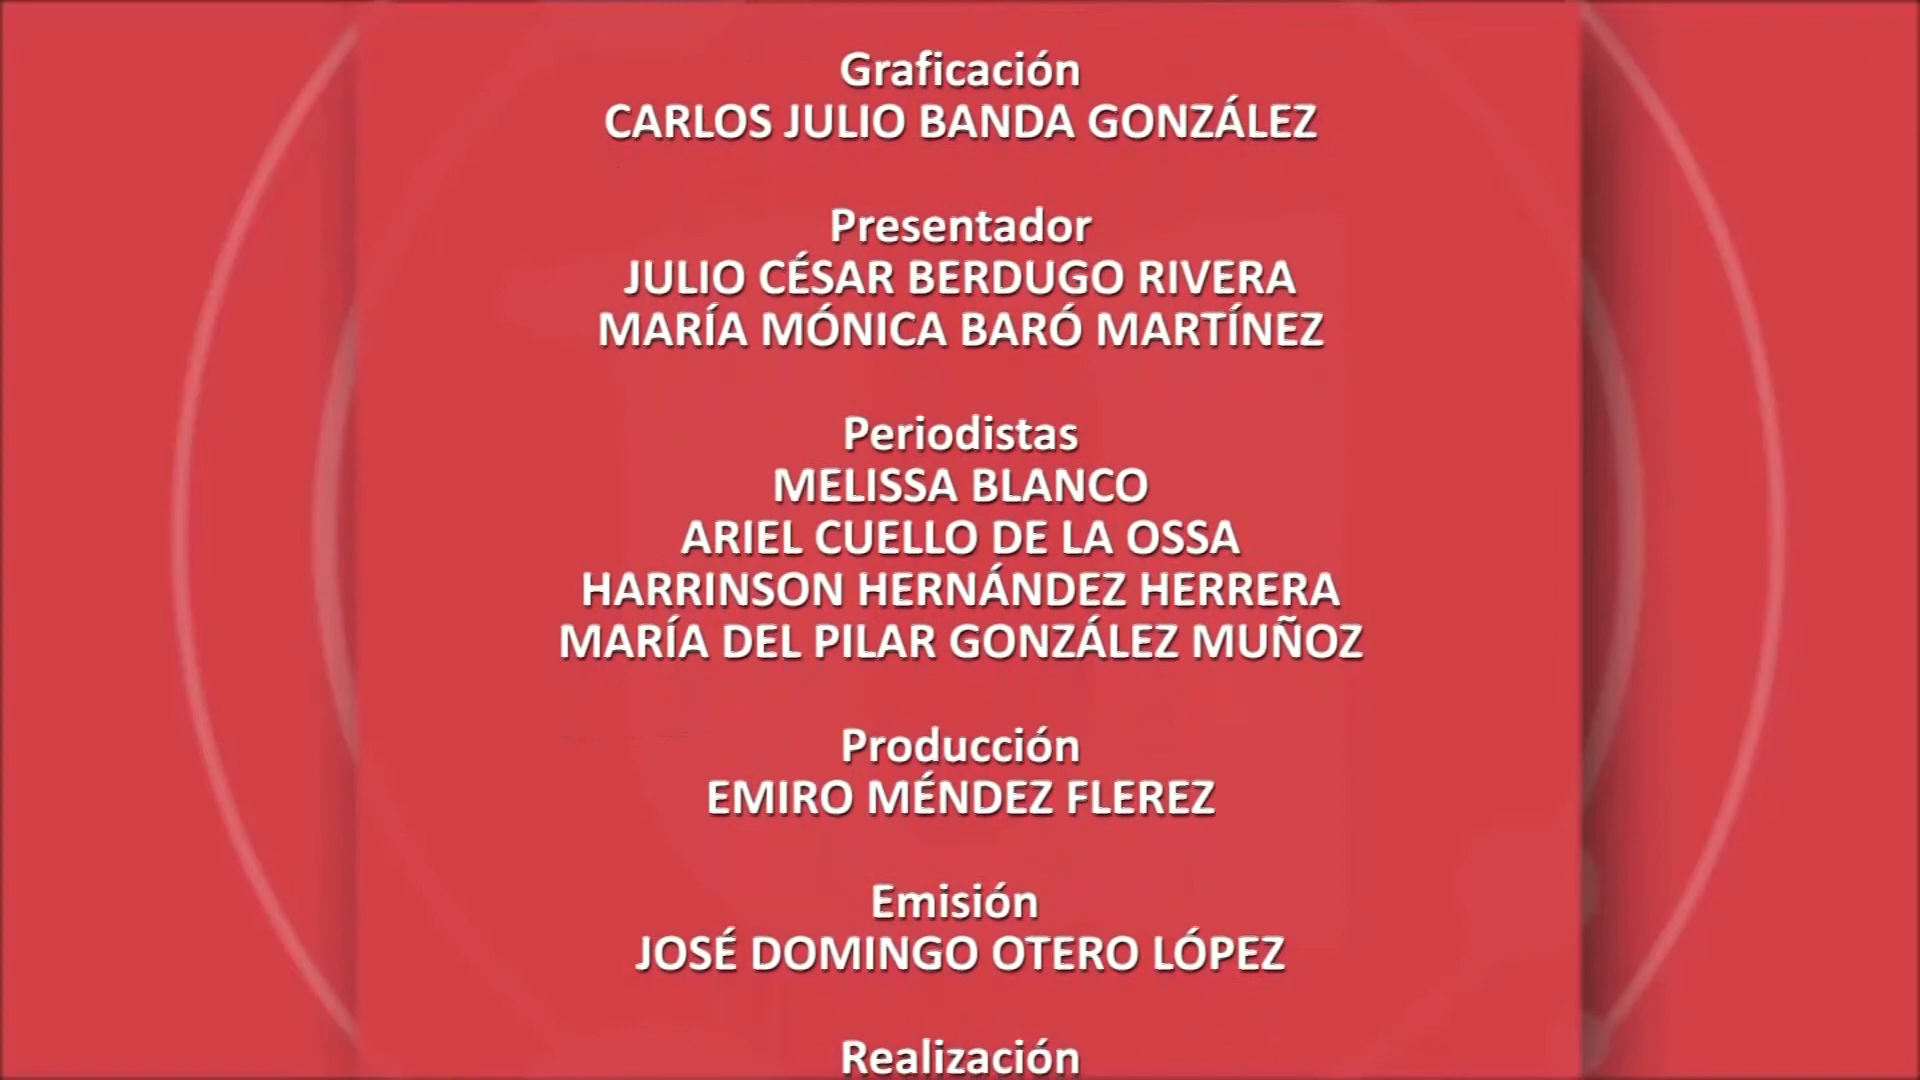 Graficación
CARLOS JULIO BANDA GONZÁLEZ
Presentador
JULIO CÉSAR BERDUGO RIVERA
MARÍA MÓNICA BARÓ MARTÍNEZ
Periodistas
MELISSA BLANCO
ARIEL CUELLO DE LA OSSA
HARRINSON HERNÁNDEZ HERRERA
MARÍA DEL PILAR GONZÁLEZ MUÑOZ
Producción
EMIRO MÉNDEZ FLEREZ
Emisión
JOSÉ DOMINGO OTERO LÓPEZ
Realización